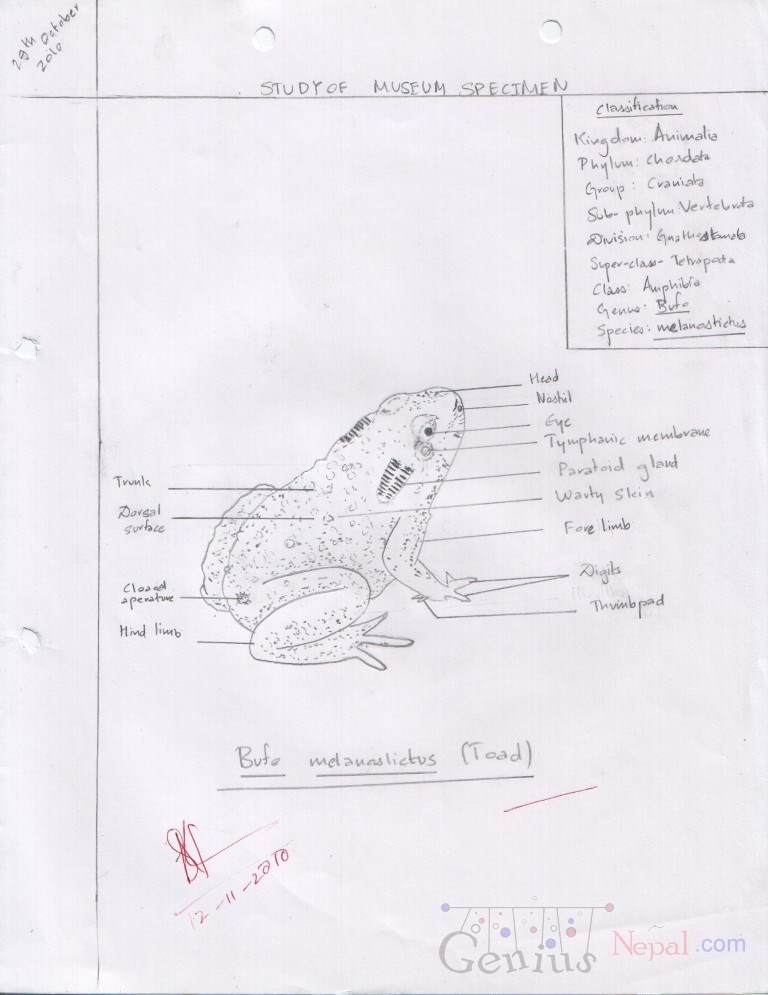 29th October
2010
STUDY OF MUSEUM SPECIMEN
Classification
Kingdom: Animalia
Phylum: Chordata
Group: Craniata
Sub-phylum: Vertebrata
Division: Gnathostomata
Super-class- Tetrapoda
Class: Amphibia
Genus: Bufo
Species: melanostictus
Head
Nostril
Eye
Tymphanic membrane
Paratoid gland
Warty skin
Fore limb
Digits
Thumbpad
Trunk
Dorsal
surface
Cloacal
aperature
Hind limb
Bufo melanostictus (Toad)
12-11-2010
Genius Nepal.com